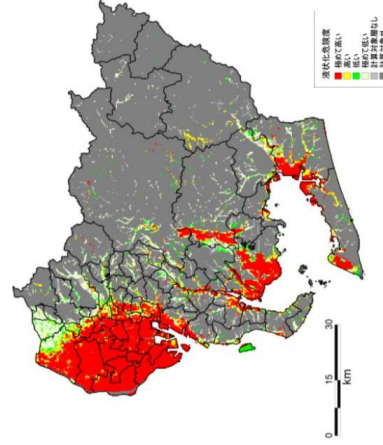 液状化危険度
極めて高い
高い
低い
極めて低い
計算対象層なし
0 15 30
km